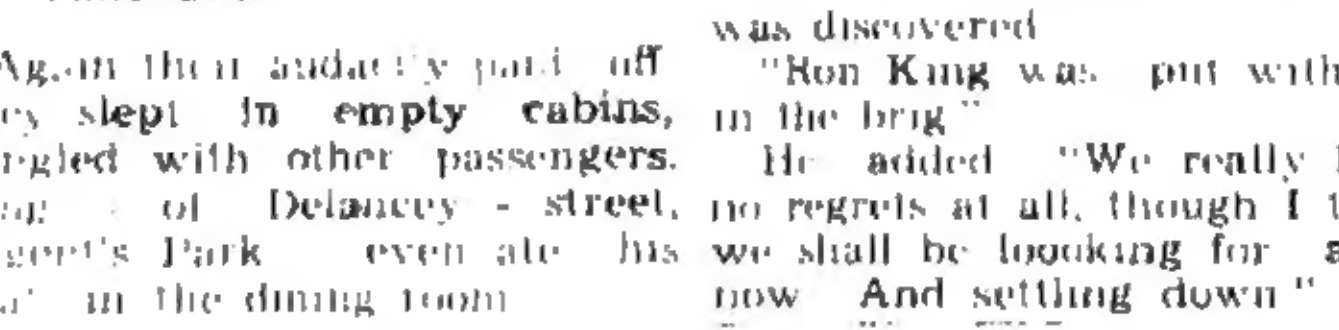 Again their audacity paid off
slept in empty cabins,
with other passengers.
of Delancey - street,
Park even ate his
in the dining room
was discovered
"Ron King was put with
in the brig"
He added "We really
no regrets at all, though I
we shall be loooking for
now And settling down"